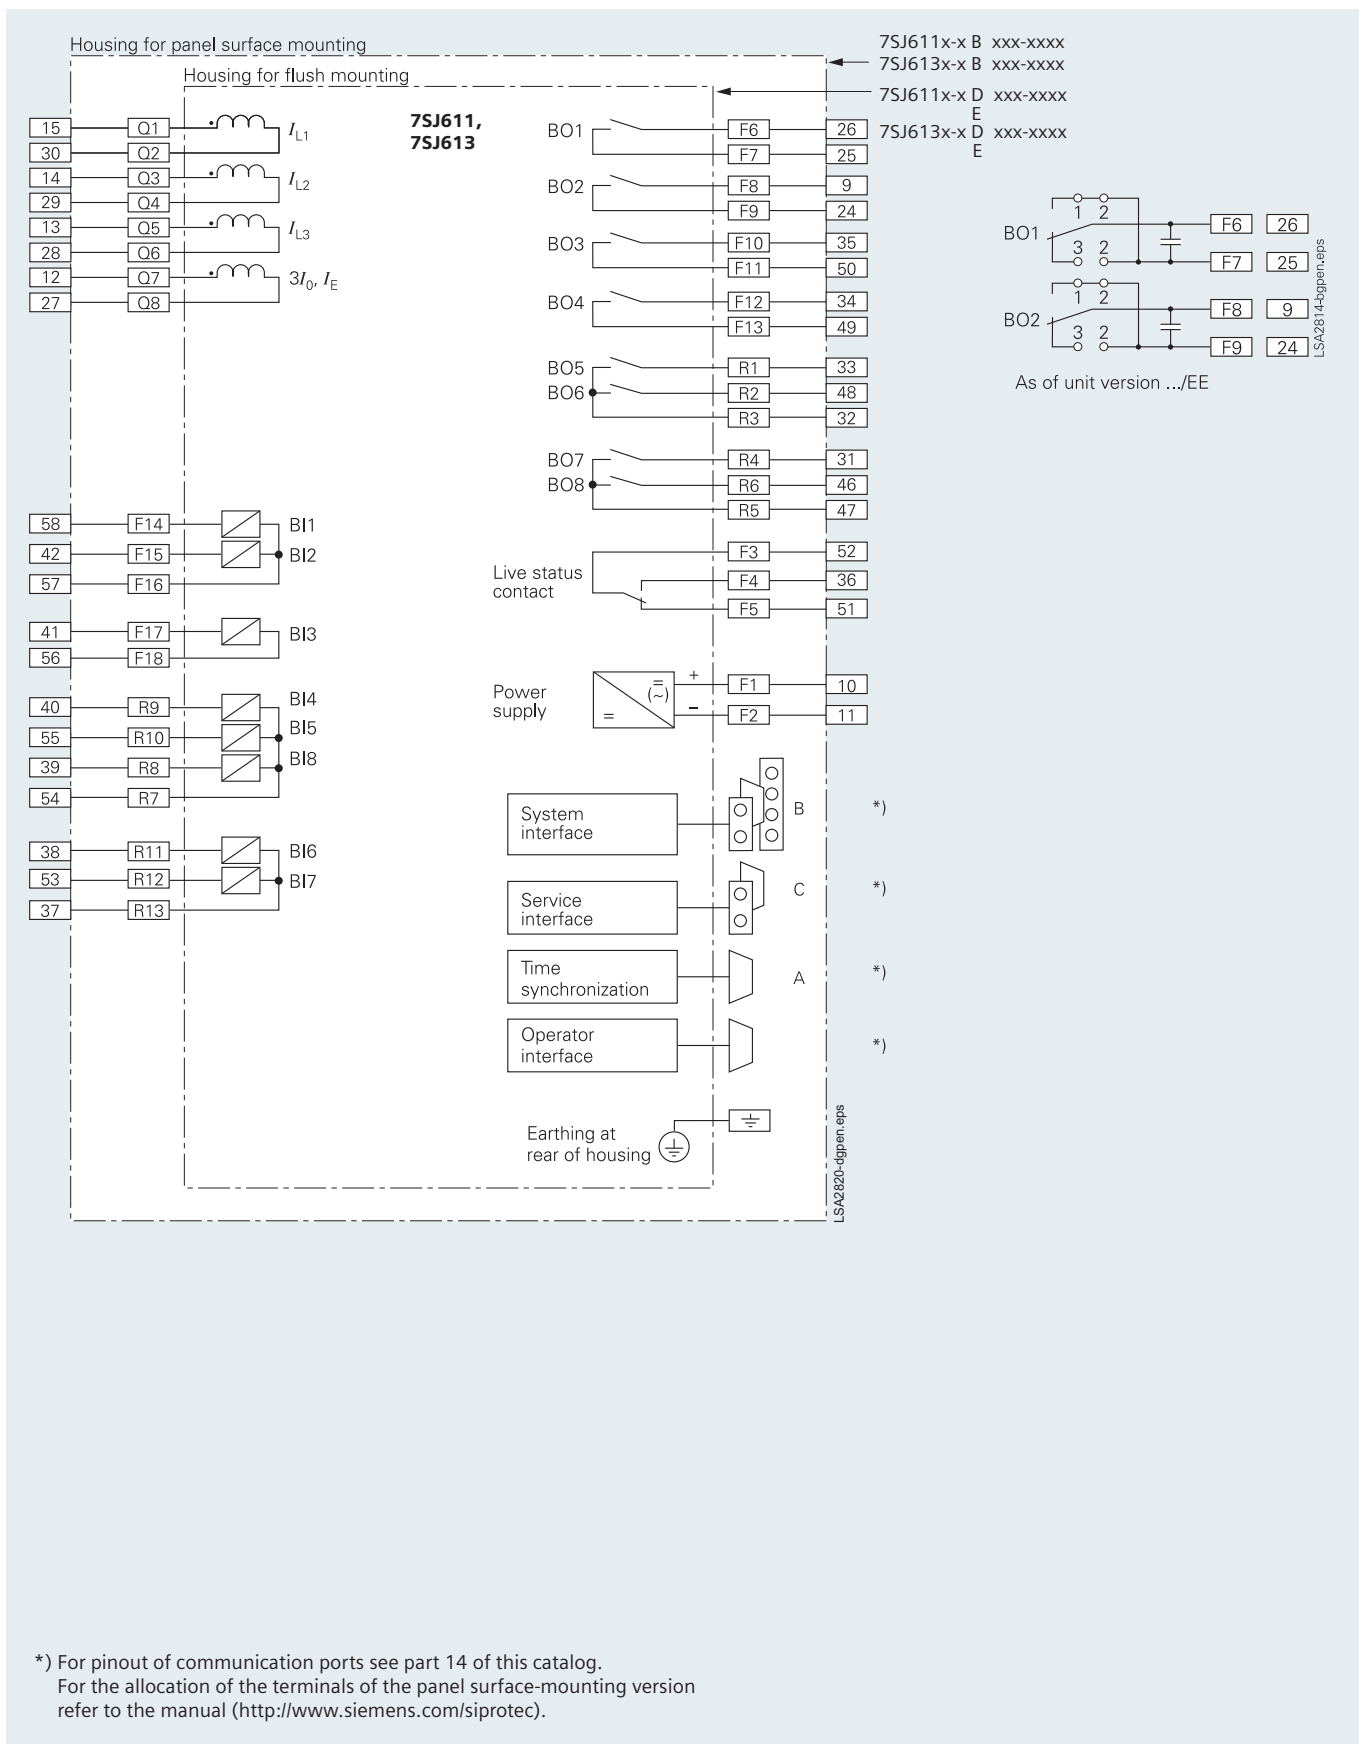 Housing for panel surface mounting
7SJ611x-x B xxx-xxxx
7SJ613x-x B xxx-xxxx
Housing for flush mounting
7SJ611x-x D xxx-xxxx
E
7SJ613x-x D xxx-xxxx
E
7SJ611,
7SJ613
15 Q1 IL1
30 Q2
14 Q3 IL2
29 Q4
13 Q5 IL3
28 Q6
12 Q7 3I0, IE
27 Q8
58 F14 BI1
42 F15 BI2
57 F16
41 F17 BI3
56 F18
40 R9 BI4
55 R10 BI5
39 R8 BI8
54 R7
38 R11 BI6
53 R12 BI7
37 R13
BO1 F6 26
F7 25
BO2 F8 9
F9 24
BO3 F10 35
F11 50
BO4 F12 34
F13 49
BO5 R1 33
BO6 R2 48
R3 32
BO7 R4 31
BO8 R6 46
R5 47
F3 52
Live status
contact
F4 36
F5 51
Power
supply
= (~) =
+ F1 10
– F2 11
System
interface
B *)
Service
interface
C *)
Time
synchronization
A *)
Operator
interface
*)
Earthing at
rear of housing
LSA2820-dgpen.eps
1 2
BO1 F6 26
3 2
F7 25
1 2
BO2 F8 9
3 2
F9 24
LSA2814-bgpen.eps
As of unit version .../EE
*) For pinout of communication ports see part 14 of this catalog.
For the allocation of the terminals of the panel surface-mounting version
refer to the manual (http://www.siemens.com/siprotec).